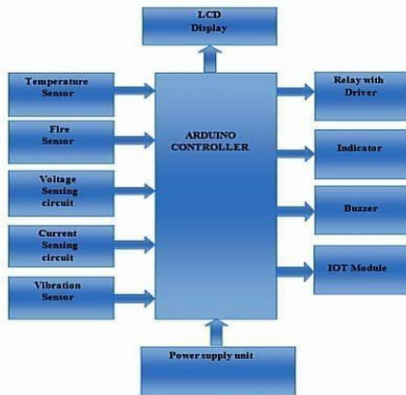 LCD
Display
Temperature
Sensor
Fire
Sensor
Voltage
Sensing
circuit
Current
Sensing
circuit
Vibration
Sensor
ARDUINO
CONTROLLER
Relay with
Driver
Indicator
Buzzer
IOT Module
Power supply unit